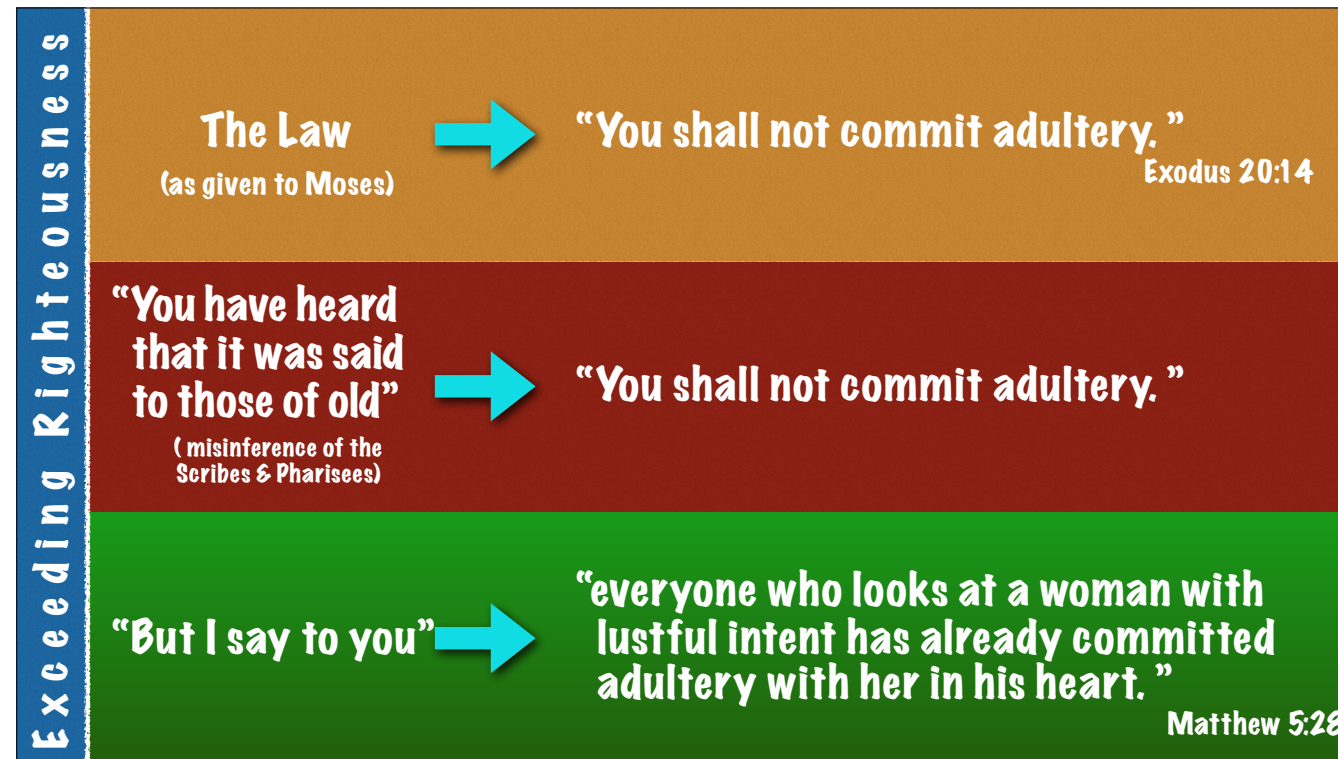 Exceeding Righteousness
The Law
(as given to Moses)
“You shall not commit adultery. ”
Exodus 20:14
“You have heard
that it was said
to those of old”
( misinference of the
Scribes & Pharisees)
“You shall not commit adultery. ”
“But I say to you”
“everyone who looks at a woman with
lustful intent has already committed
adultery with her in his heart. ”
Matthew 5:28